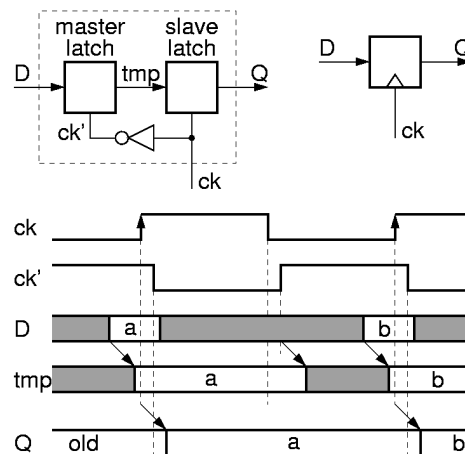 master slave
latch latch
D tmp Q D Q
ck' ck
ck
ck
ck'
D a b
tmp a b
Q old a b